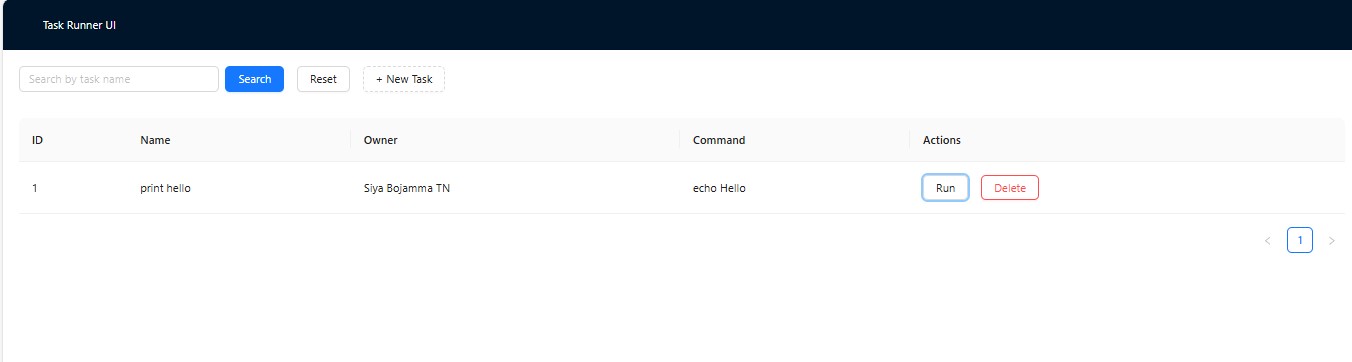 Task Runner UI
Search by task name Search Reset + New Task
ID Name Owner Command Actions
1 print hello Siya Bojamma TN echo Hello Run Delete
< 1 >